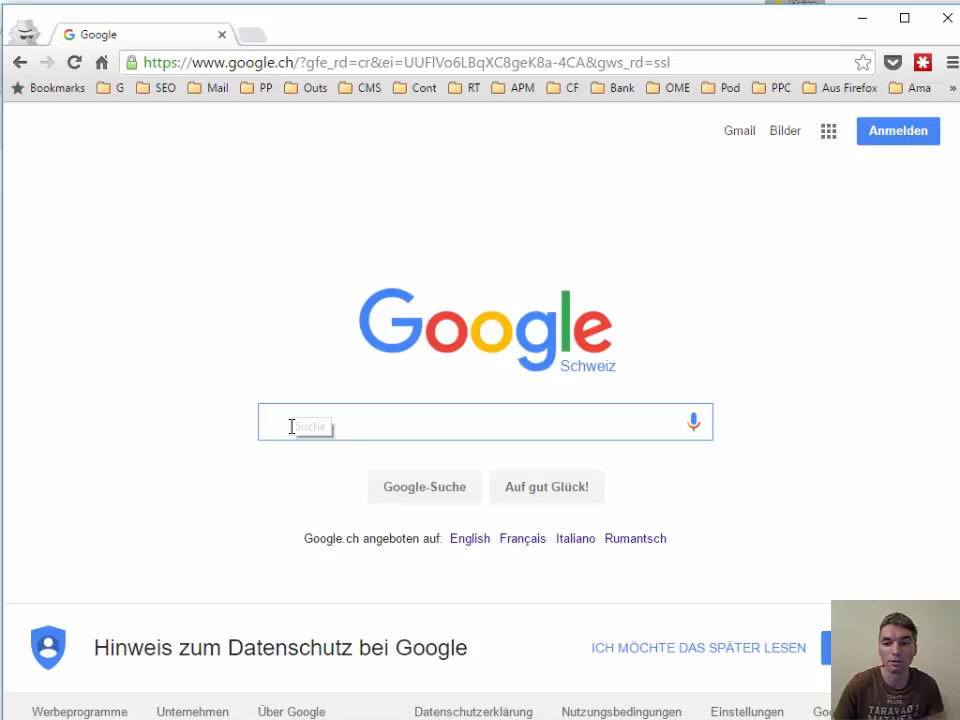 Google
https://www.google.ch/?gfe_rd=cr&ei=UUFlVo6LBqXC8geK8a-4CA&gws_rd=ssl
Bookmarks G SEO Mail PP Outs CMS Cont RT APM CF Bank OME Pod PPC Aus Firefox Ama »
Gmail Bilder Anmelden
Google
Schweiz
Suche
Google-Suche Auf gut Glück!
Google.ch angeboten auf: English Français Italiano Rumantsch
Hinweis zum Datenschutz bei Google ICH MÖCHTE DAS SPÄTER LESEN
Werbeprogramme Unternehmen Über Google Datenschutzerklärung Nutzungsbedingungen Einstellungen